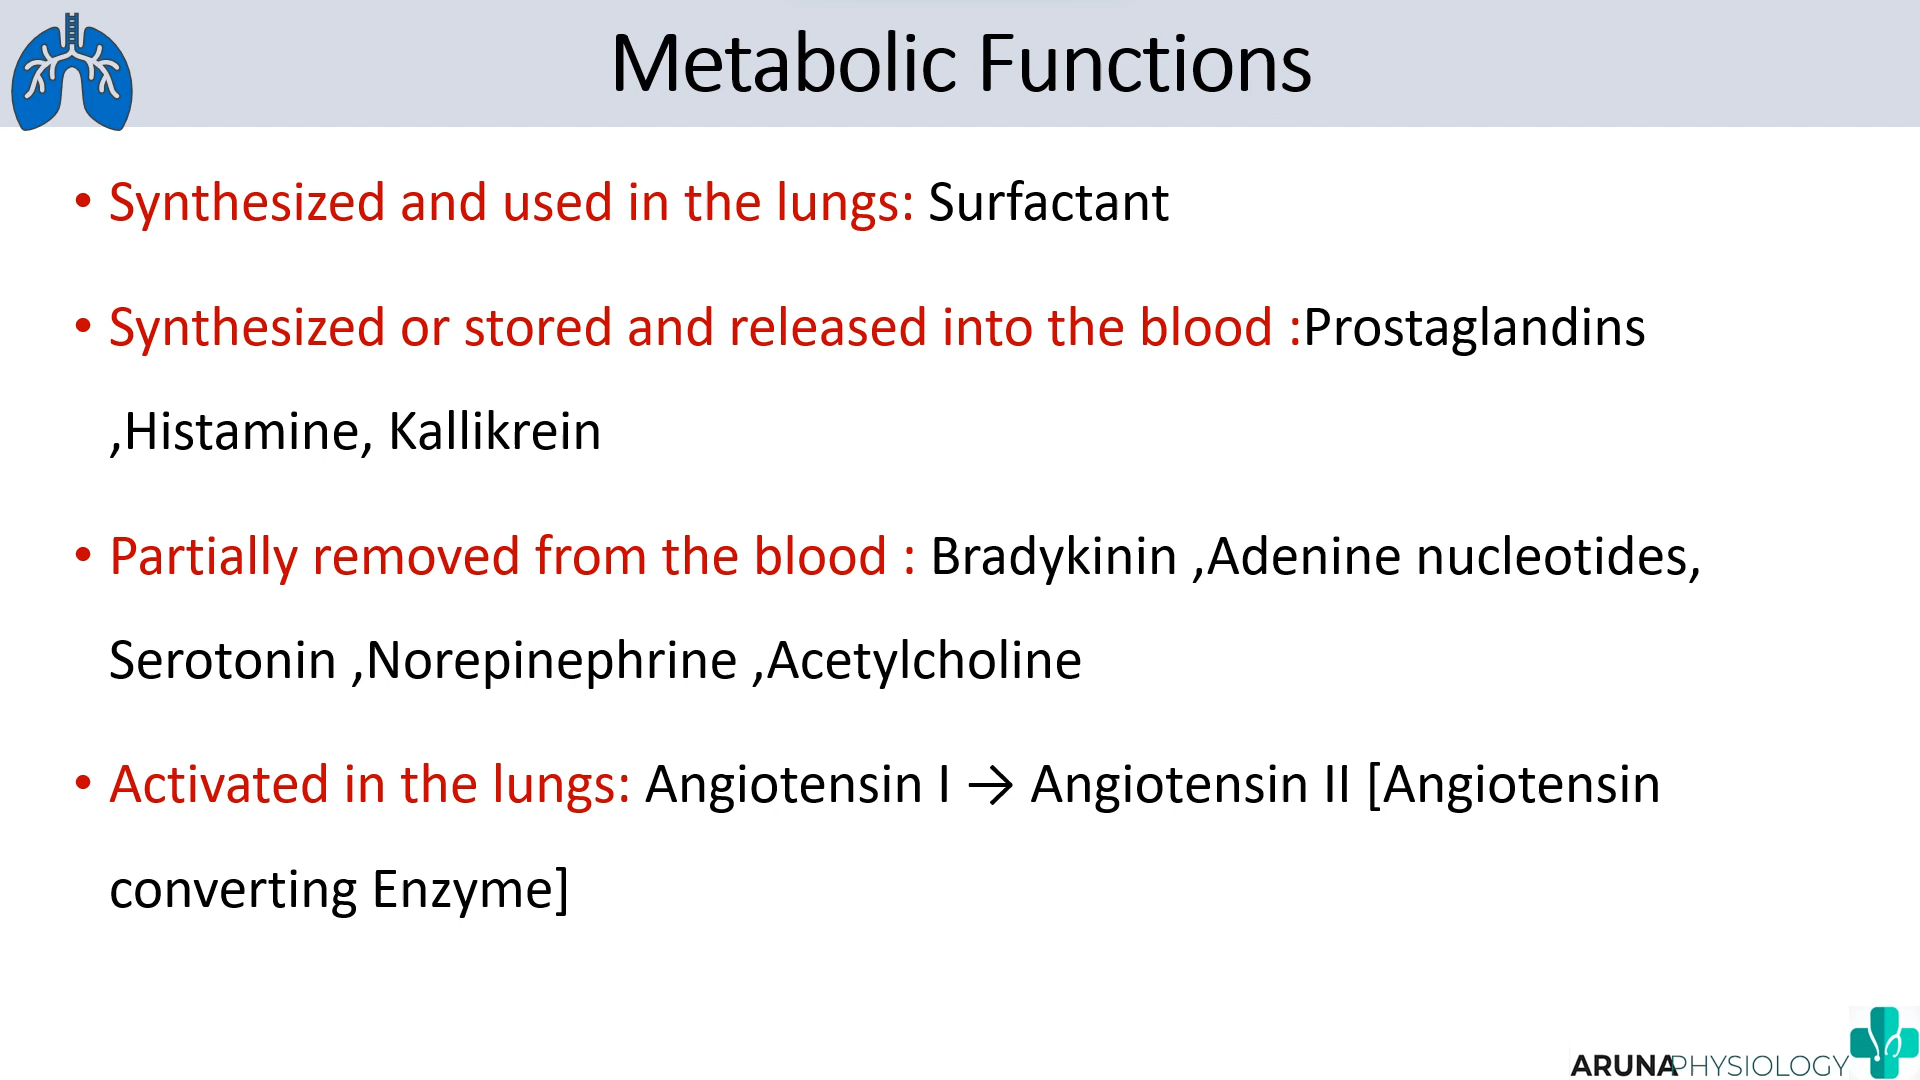 Metabolic Functions
• Synthesized and used in the lungs: Surfactant
• Synthesized or stored and released into the blood :Prostaglandins
,Histamine, Kallikrein
• Partially removed from the blood : Bradykinin ,Adenine nucleotides,
Serotonin ,Norepinephrine ,Acetylcholine
• Activated in the lungs: Angiotensin I → Angiotensin II [Angiotensin
converting Enzyme]
ARUNAPHYSIOLOGY